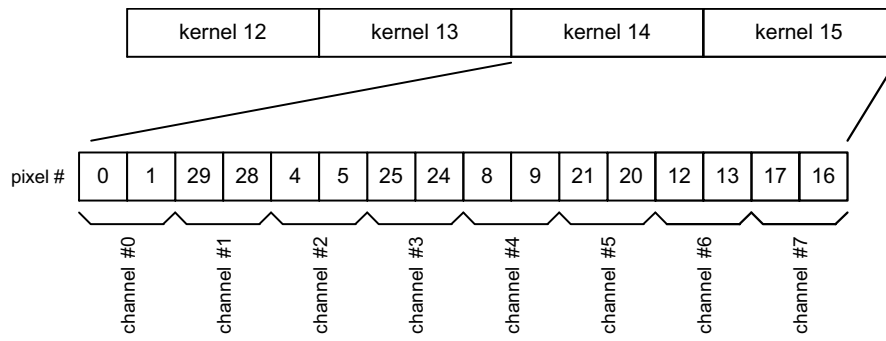 kernel 12 kernel 13 kernel 14 kernel 15
pixel # 0 1 29 28 4 5 25 24 8 9 21 20 12 13 17 16
channel #0 channel #1 channel #2 channel #3 channel #4 channel #5 channel #6 channel #7